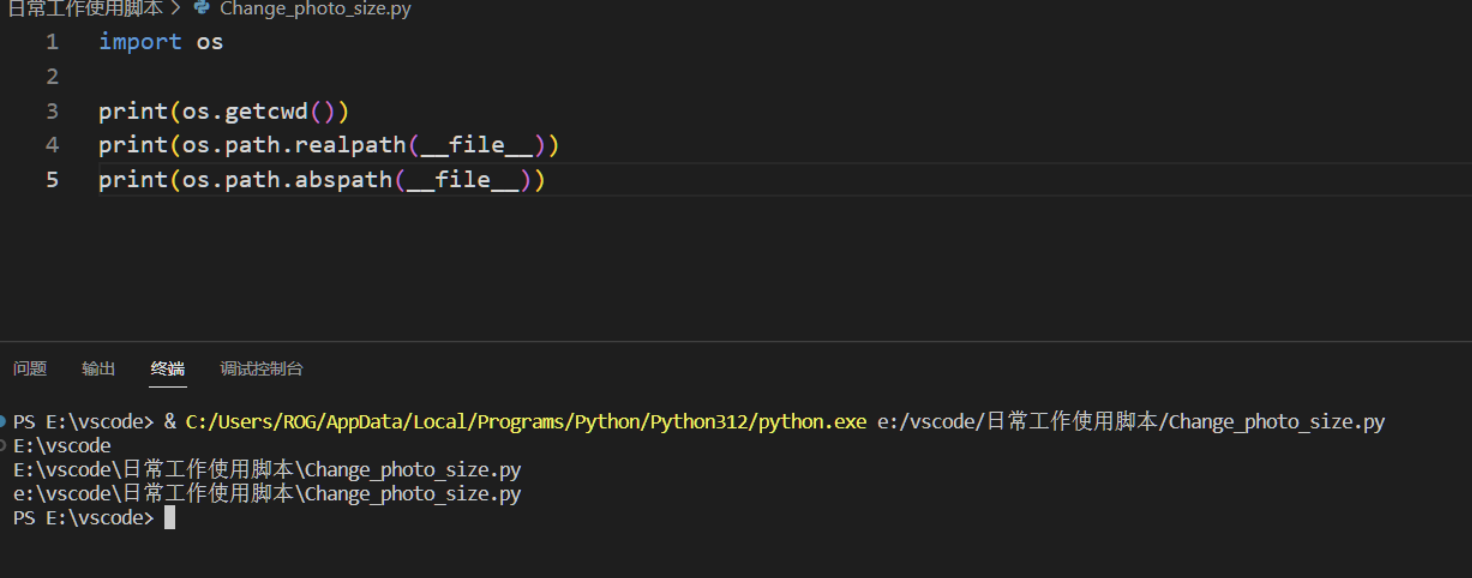 日常工作使用脚本 > Change_photo_size.py
1 import os
2
3 print(os.getcwd())
4 print(os.path.realpath(__file__))
5 print(os.path.abspath(__file__))
问题 输出 终端 调试控制台
PS E:\vscode> & C:/Users/ROG/AppData/Local/Programs/Python/Python312/python.exe e:/vscode/日常工作使用脚本/Change_photo_size.py
E:\vscode
E:\vscode\日常工作使用脚本\Change_photo_size.py
e:\vscode\日常工作使用脚本\Change_photo_size.py
PS E:\vscode>